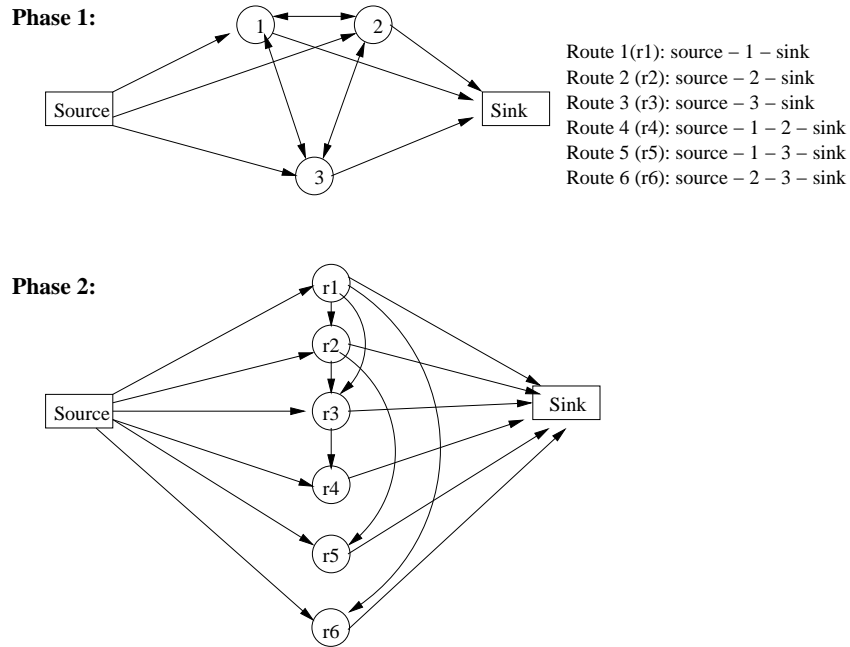 Phase 1:
1
2
Source
Sink
3
Route 1(r1): source – 1 – sink
Route 2 (r2): source – 2 – sink
Route 3 (r3): source – 3 – sink
Route 4 (r4): source – 1 – 2 – sink
Route 5 (r5): source – 1 – 3 – sink
Route 6 (r6): source – 2 – 3 – sink
Phase 2:
r1
r2
Source
r3
Sink
r4
r5
r6